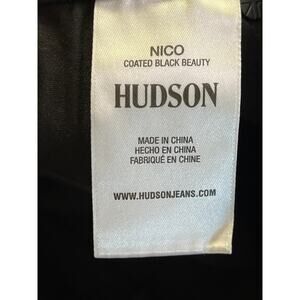 NICO
COATED BLACK BEAUTY
HUDSON
MADE IN CHINA
HECHO EN CHINA
FABRIQUÉ EN CHINE
WWW.HUDSONJEANS.COM